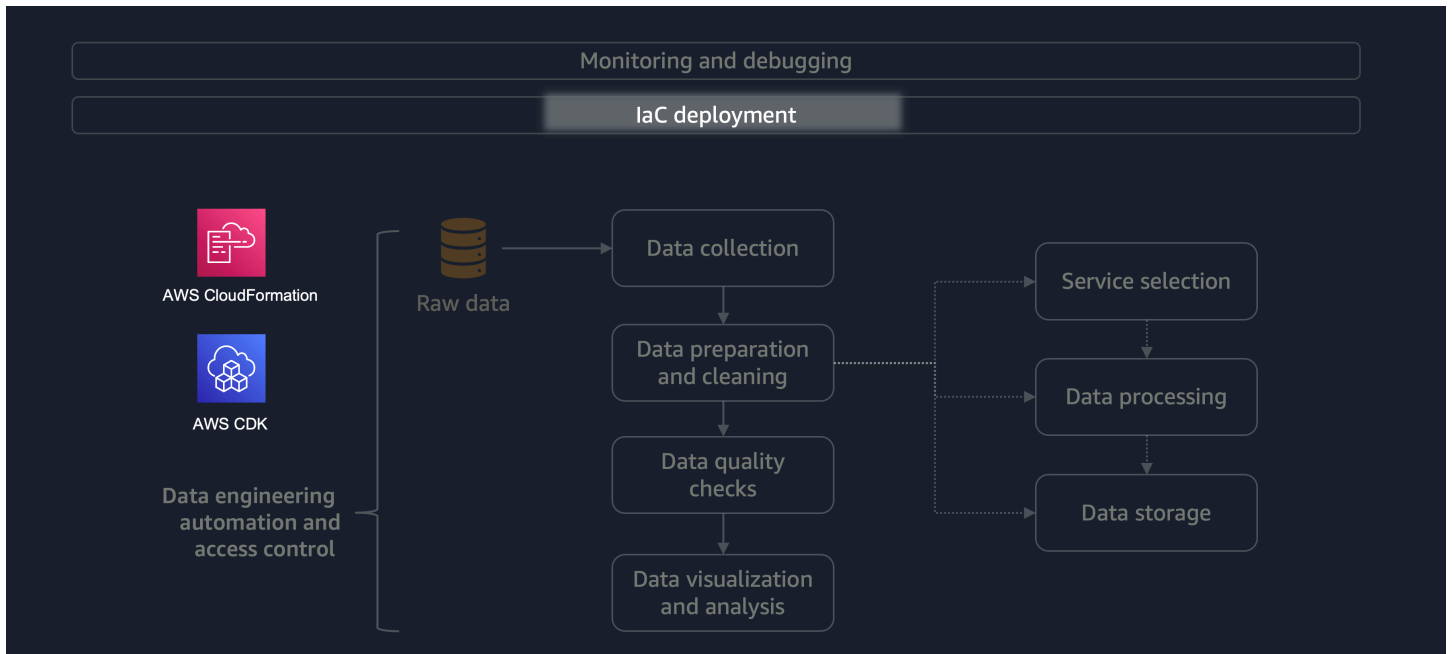 Monitoring and debugging
IaC deployment
AWS CloudFormation
AWS CDK
Data engineering
automation and
access control
Raw data
Data collection
Data preparation
and cleaning
Data quality
checks
Data visualization
and analysis
Service selection
Data processing
Data storage